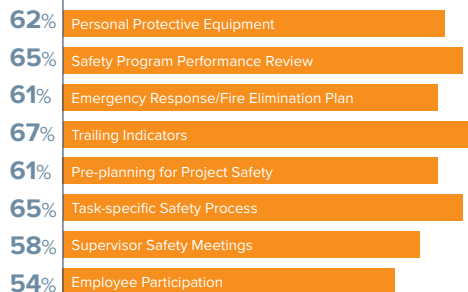 62% Personal Protective Equipment
65% Safety Program Performance Review
61% Emergency Response/Fire Elimination Plan
67% Trailing Indicators
61% Pre-planning for Project Safety
65% Task-specific Safety Process
58% Supervisor Safety Meetings
54% Employee Participation